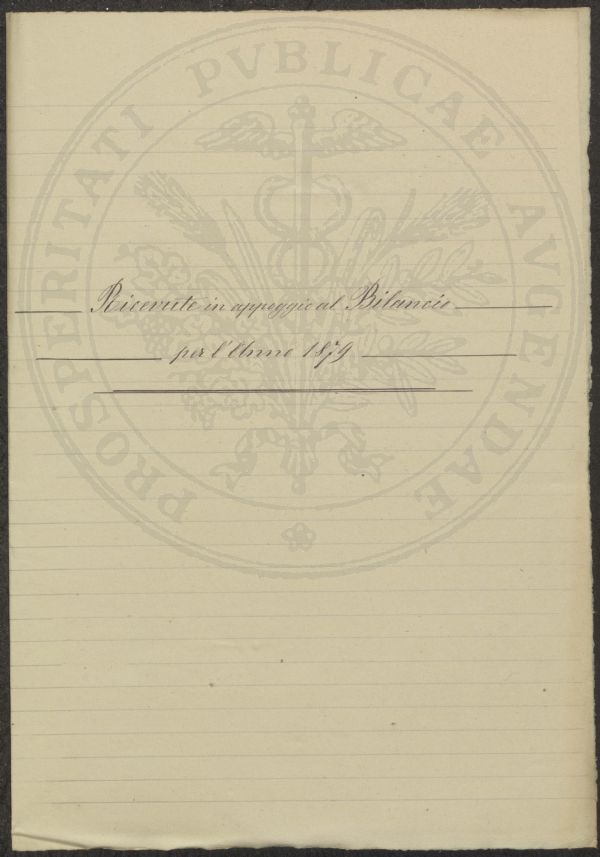 Ricevute in appoggio al Bilancio
per l'Anno 1879
PROSPERITATI PVBLICAE AVGENDAE